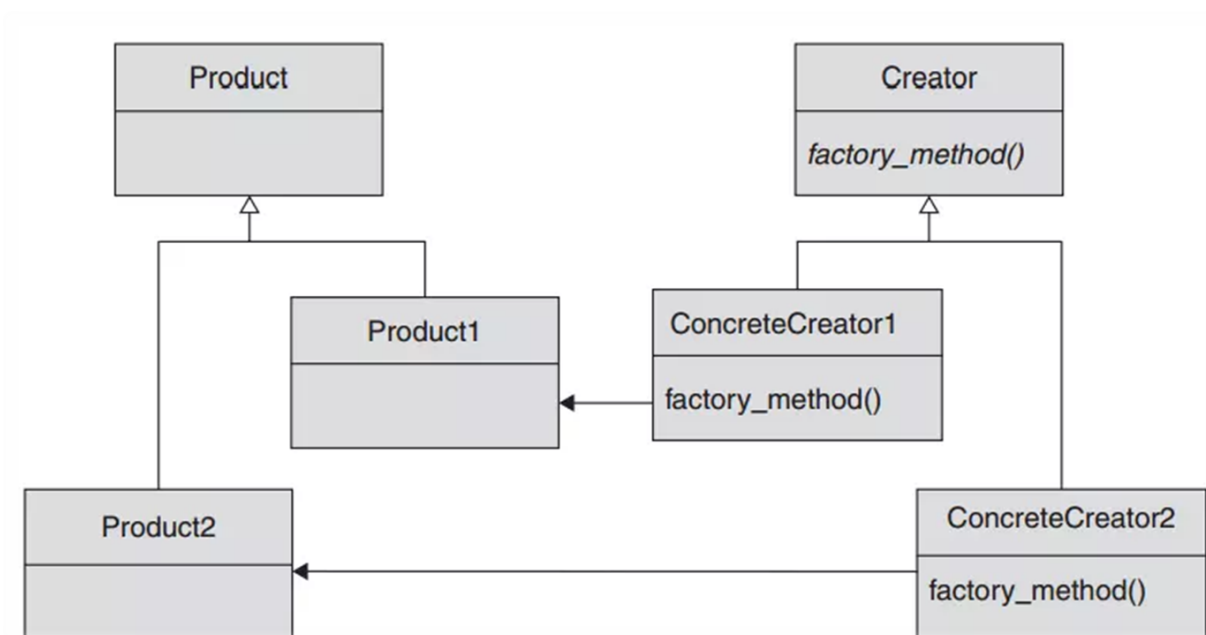 Product
Creator
factory_method()
Product1
ConcreteCreator1
factory_method()
Product2
ConcreteCreator2
factory_method()